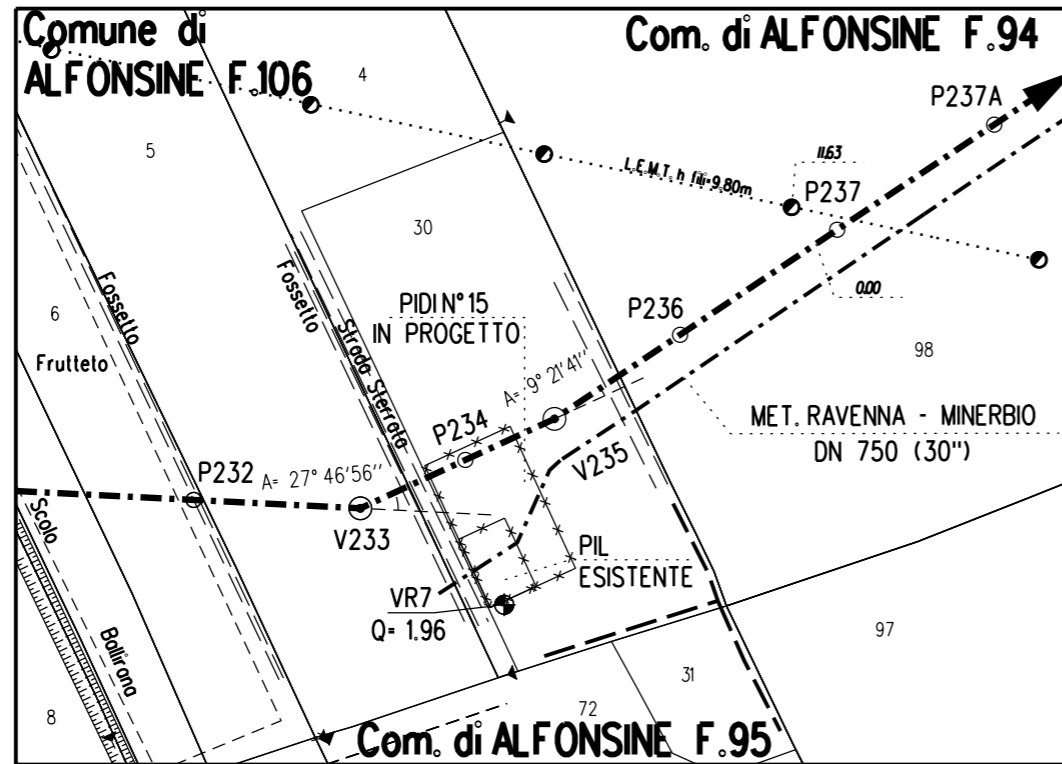 Comune di
ALFONSINE F.106
Com. di ALFONSINE F.94
4
P237A
5
11.63
L.E.M.T. h fili=9.80m
P237
30
Fossetto
Fossetto
0.00
6
PIDI N°15
IN PROGETTO
P236
Frutteto
Strada Sterrata
98
A= 9° 21'41''
MET. RAVENNA - MINERBIO
DN 750 (30")
P234
V235
P232
A= 27° 46'56''
Scolo
V233
PIL
ESISTENTE
VR7
Q= 1.96
97
Ballirana
31
8
72
Com. di ALFONSINE F.95